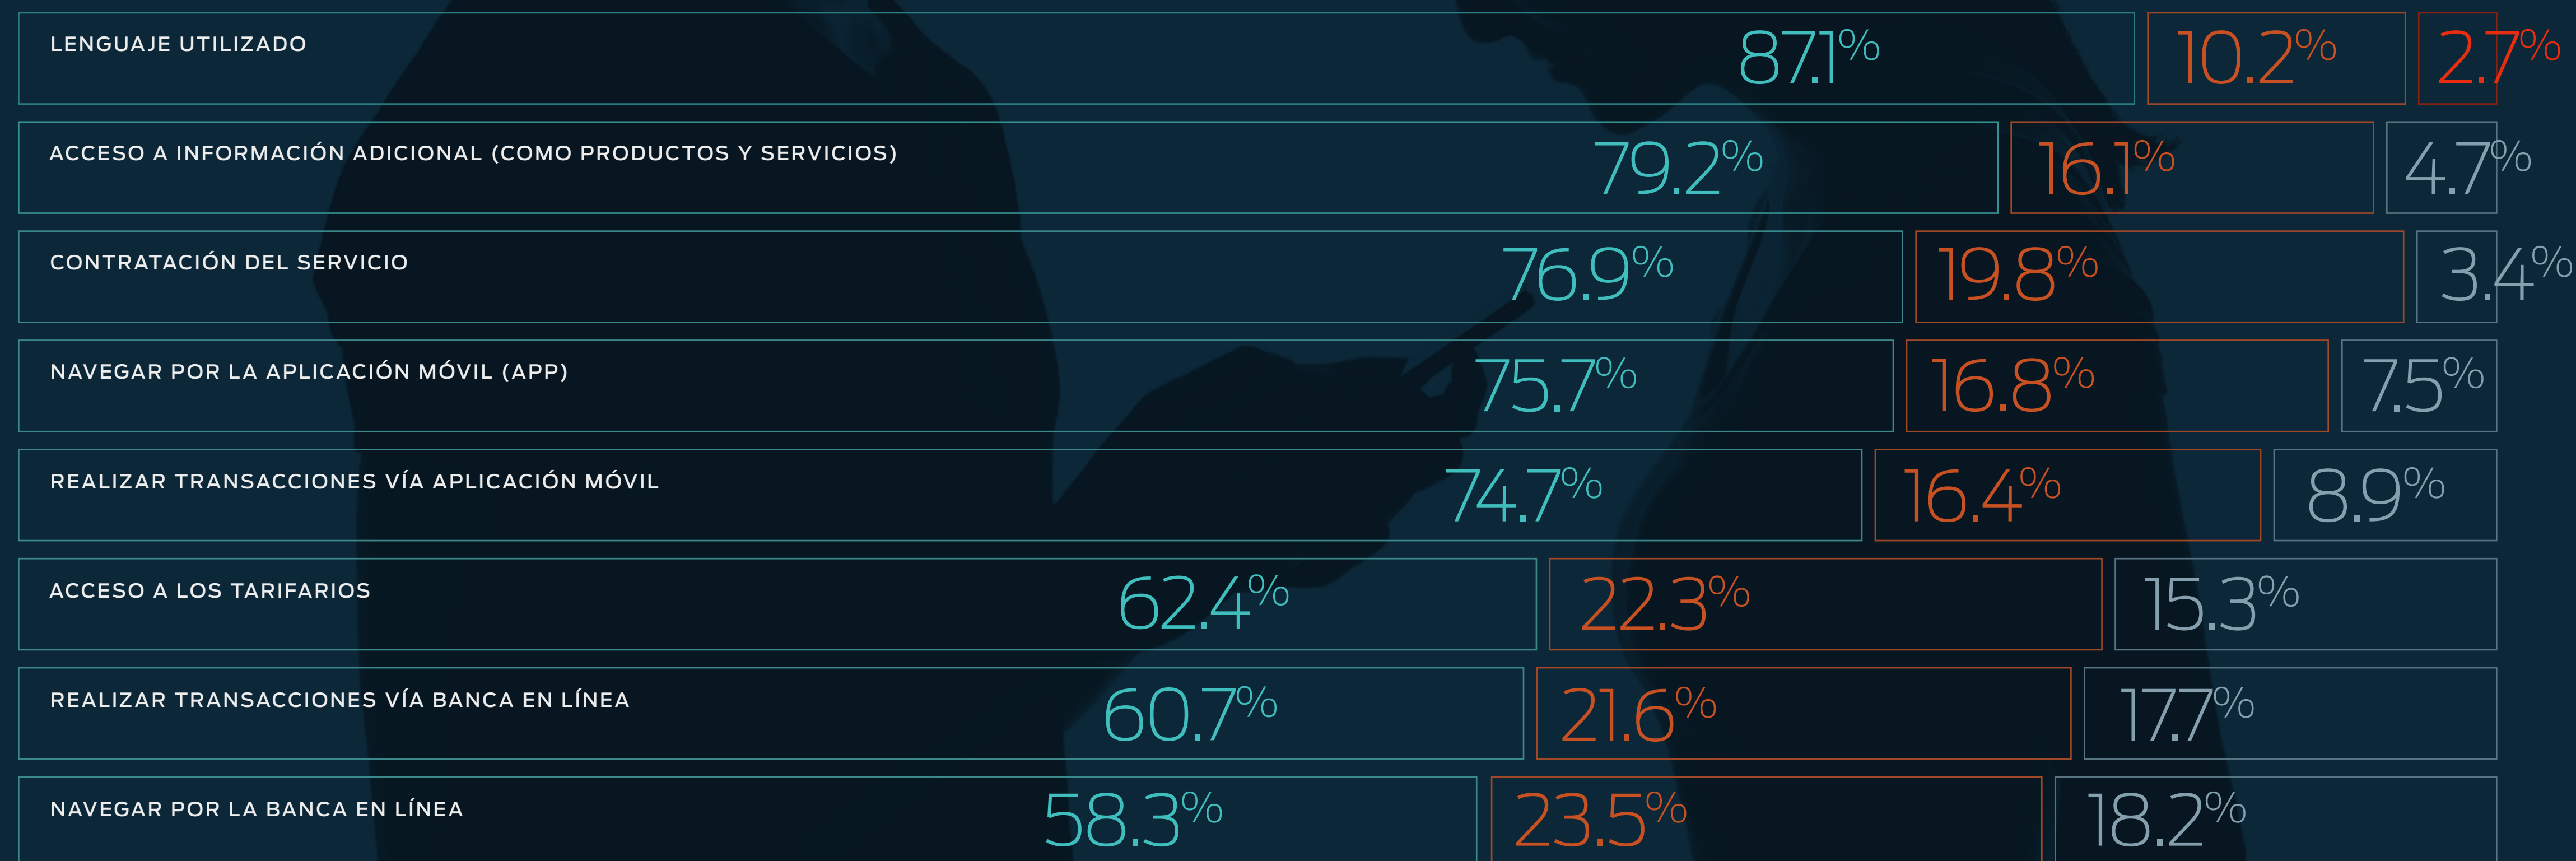 LENGUAJE UTILIZADO 87.1% 10.2% 2.7%
ACCESO A INFORMACIÓN ADICIONAL (COMO PRODUCTOS Y SERVICIOS) 79.2% 16.1% 4.7%
CONTRATACIÓN DEL SERVICIO 76.9% 19.8% 3.4%
NAVEGAR POR LA APLICACIÓN MÓVIL (APP) 75.7% 16.8% 7.5%
REALIZAR TRANSACCIONES VÍA APLICACIÓN MÓVIL 74.7% 16.4% 8.9%
ACCESO A LOS TARIFARIOS 62.4% 22.3% 15.3%
REALIZAR TRANSACCIONES VÍA BANCA EN LÍNEA 60.7% 21.6% 17.7%
NAVEGAR POR LA BANCA EN LÍNEA 58.3% 23.5% 18.2%